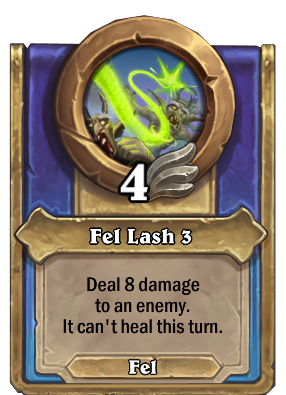 4
Fel Lash 3
Deal 8 damage
to an enemy.
It can't heal this turn.
Fel